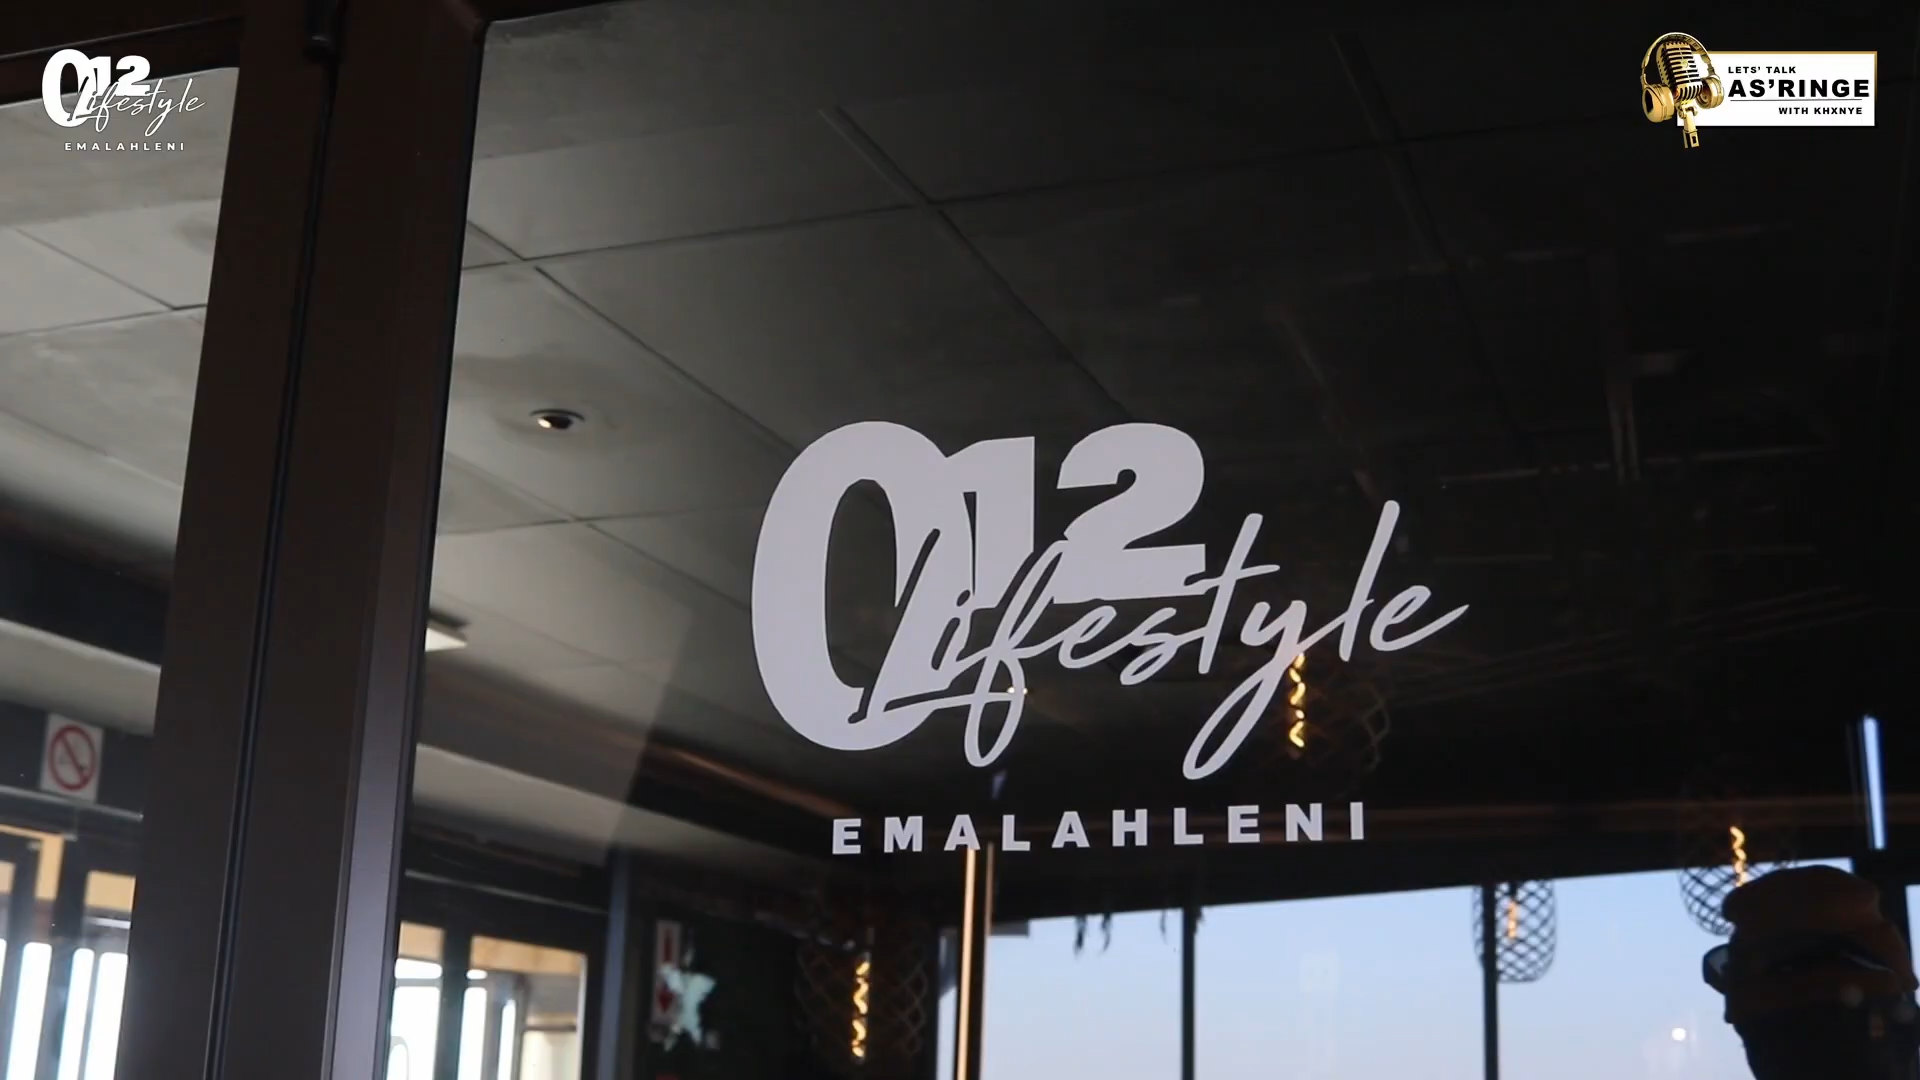 012
Lifestyle
EMALAHLENI
LETS' TALK
AS'RINGE
WITH KHXNYE
012
Lifestyle
EMALAHLENI